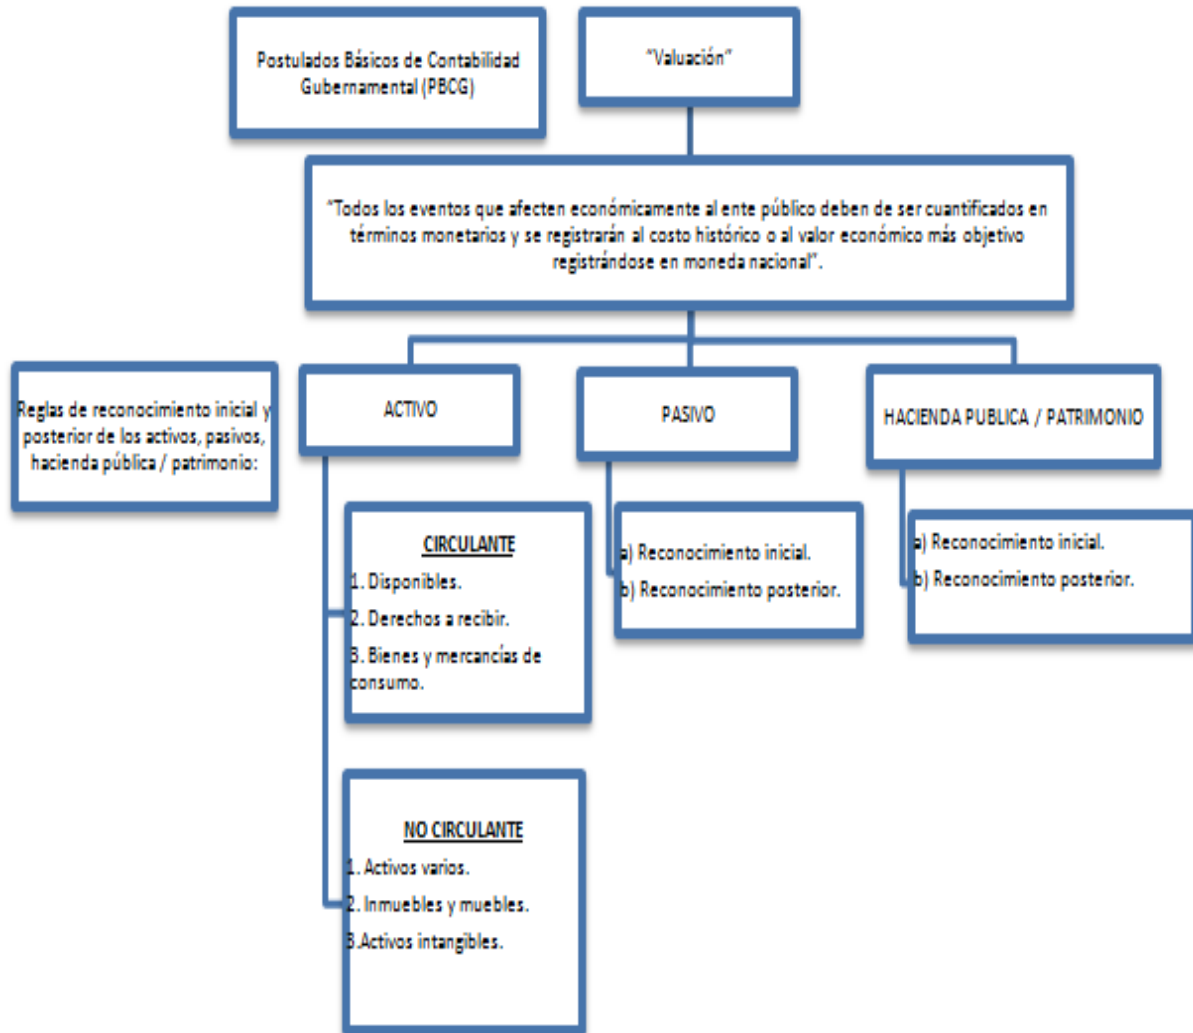 Postulados Básicos de Contabilidad
Gubernamental (PBCG)
“Valuación”
“Todos los eventos que afecten económicamente al ente público deben de ser cuantificados en
términos monetarios y se registrarán al costo histórico o al valor económico más objetivo
registrándose en moneda nacional”.
Reglas de reconocimiento inicial y
posterior de los activos, pasivos,
hacienda pública / patrimonio:
ACTIVO
PASIVO
HACIENDA PUBLICA / PATRIMONIO
CIRCULANTE
1. Disponibles.
2. Derechos a recibir.
3. Bienes y mercancías de
consumo.
a) Reconocimiento inicial.
b) Reconocimiento posterior.
a) Reconocimiento inicial.
b) Reconocimiento posterior.
NO CIRCULANTE
1. Activos varios.
2. Inmuebles y muebles.
3.Activos intangibles.